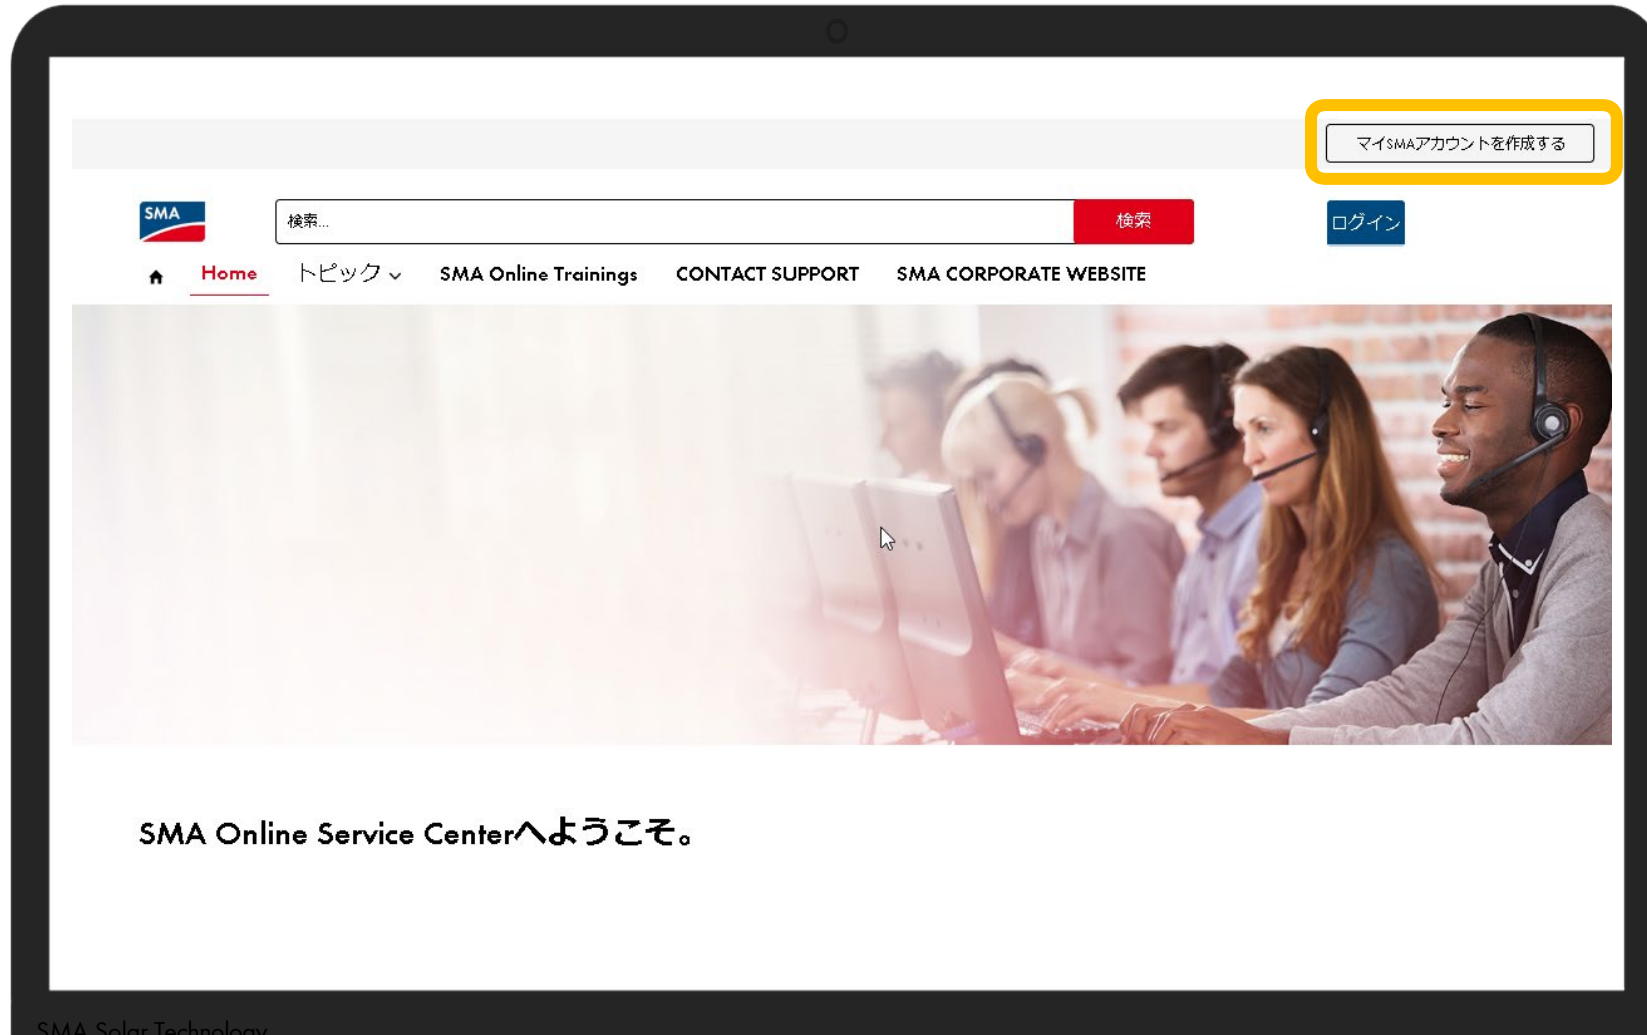 マイSMAアカウントを作成する
SMA
検索...
検索
ログイン
Home トピック SMA Online Trainings CONTACT SUPPORT SMA CORPORATE WEBSITE
SMA Online Service Centerへようこそ。
SMA Solar Technology